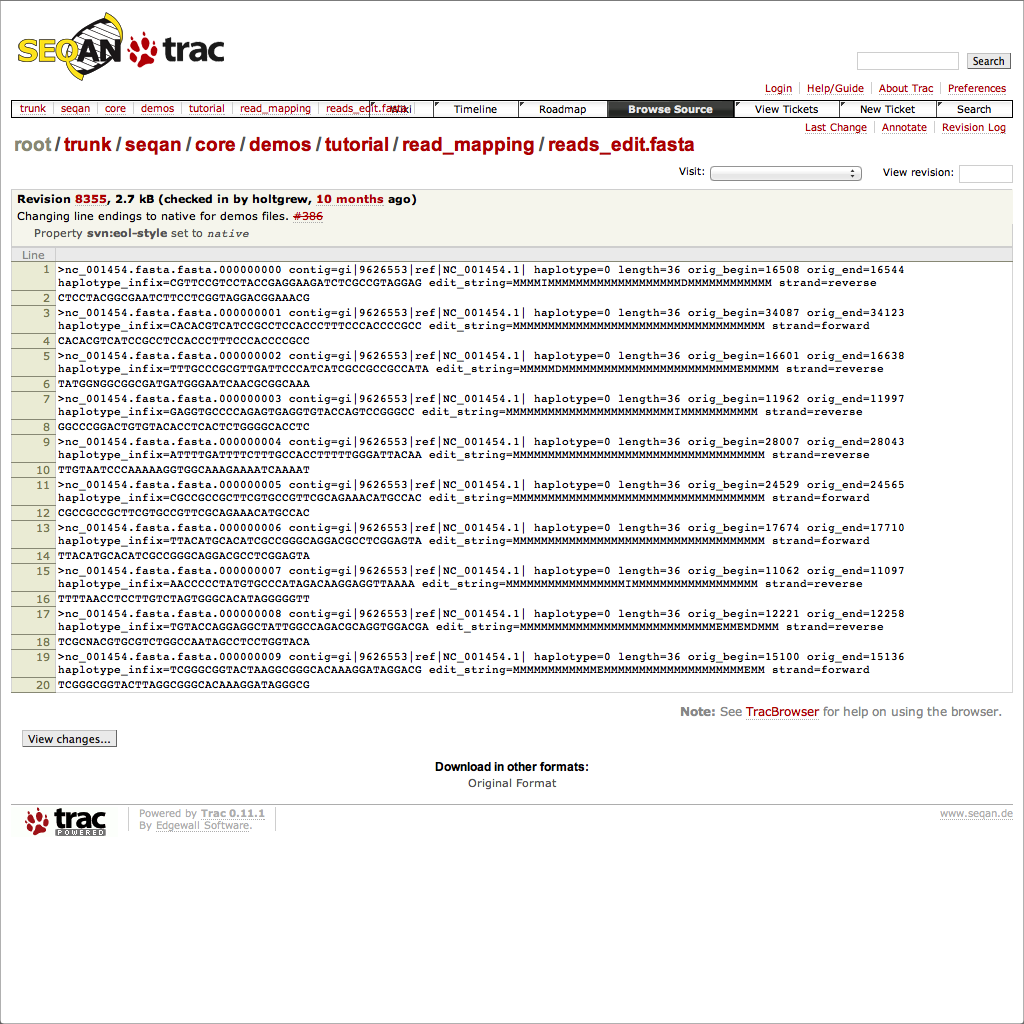 SEQAN trac
Search
Login Help/Guide About Trac Preferences
trunk seqan core demos tutorial read_mapping reads_edit.fasta Wiki Timeline Roadmap Browse Source View Tickets New Ticket Search
Last Change Annotate Revision Log
root/trunk/seqan/core/demos/tutorial/read_mapping/reads_edit.fasta
Visit: View revision:
Revision 8355, 2.7 kB (checked in by holtgrew, 10 months ago)
Changing line endings to native for demos files. #386
Property svn:eol-style set to native
Line
1 >nc_001454.fasta.fasta.000000000 contig=gi|9626553|ref|NC_001454.1| haplotype=0 length=36 orig_begin=16508 orig_end=16544
haplotype_infix=CGTTCCGTCCTACCGAGGAAGATCTCGCCGTAGGAG edit_string=MMMMIMMMMMMMMMMMMMMMMMMMDMMMMMMMMMMMM strand=reverse
2 CTCCTACGGCGAATCTTCCTCGGTAGGACGGAAACG
3 >nc_001454.fasta.fasta.000000001 contig=gi|9626553|ref|NC_001454.1| haplotype=0 length=36 orig_begin=34087 orig_end=34123
haplotype_infix=CACACGTCATCCGCCTCCACCCTTTCCCACCCCGCC edit_string=MMMMMMMMMMMMMMMMMMMMMMMMMMMMMMMMMMMM strand=forward
4 CACACGTCATCCGCCTCCACCCTTTCCCACCCCGCC
5 >nc_001454.fasta.fasta.000000002 contig=gi|9626553|ref|NC_001454.1| haplotype=0 length=36 orig_begin=16601 orig_end=16638
haplotype_infix=TTTGCCCGCGTTGATTCCCATCATCGCCGCCGCCATA edit_string=MMMMMDMMMMMMMMMMMMMMMMMMMMMMMMMEMMMMM strand=reverse
6 TATGGNGGCGGCGATGATGGGAATCAACGCGGCAAA
7 >nc_001454.fasta.fasta.000000003 contig=gi|9626553|ref|NC_001454.1| haplotype=0 length=36 orig_begin=11962 orig_end=11997
haplotype_infix=GAGGTGCCCCAGAGTGAGGTGTACCAGTCCGGGCC edit_string=MMMMMMMMMMMMMMMMMMMMMMMMIMMMMMMMMMMM strand=reverse
8 GGCCCGGACTGTGTACACCTCACTCTGGGGCACCTC
9 >nc_001454.fasta.fasta.000000004 contig=gi|9626553|ref|NC_001454.1| haplotype=0 length=36 orig_begin=28007 orig_end=28043
haplotype_infix=ATTTTGATTTTCTTTGCCACCTTTTTGGGATTACAA edit_string=MMMMMMMMMMMMMMMMMMMMMMMMMMMMMMMMMMMM strand=reverse
10 TTGTAATCCCAAAAAGGTGGCAAAGAAAATCAAAAT
11 >nc_001454.fasta.fasta.000000005 contig=gi|9626553|ref|NC_001454.1| haplotype=0 length=36 orig_begin=24529 orig_end=24565
haplotype_infix=CGCCGCCGCTTCGTGCCGTTCGCAGAAACATGCCAC edit_string=MMMMMMMMMMMMMMMMMMMMMMMMMMMMMMMMMMMM strand=forward
12 CGCCGCCGCTTCGTGCCGTTCGCAGAAACATGCCAC
13 >nc_001454.fasta.fasta.000000006 contig=gi|9626553|ref|NC_001454.1| haplotype=0 length=36 orig_begin=17674 orig_end=17710
haplotype_infix=TTACATGCACATCGCCGGGCAGGACGCCTCGGAGTA edit_string=MMMMMMMMMMMMMMMMMMMMMMMMMMMMMMMMMMMM strand=forward
14 TTACATGCACATCGCCGGGCAGGACGCCTCGGAGTA
15 >nc_001454.fasta.fasta.000000007 contig=gi|9626553|ref|NC_001454.1| haplotype=0 length=36 orig_begin=11062 orig_end=11097
haplotype_infix=AACCCCCTATGTGCCCATAGACAAGGAGGTTAAAA edit_string=MMMMMMMMMMMMMMMMMIMMMMMMMMMMMMMMMMMM strand=reverse
16 TTTTAACCTCCTTGTCTAGTGGGCACATAGGGGGTT
17 >nc_001454.fasta.fasta.000000008 contig=gi|9626553|ref|NC_001454.1| haplotype=0 length=36 orig_begin=12221 orig_end=12258
haplotype_infix=TGTACCAGGAGGCTATTGGCCAGACGCAGGTGGACGA edit_string=MMMMMMMMMMMMMMMMMMMMMMMMMMMMEMMEMDMMM strand=reverse
18 TCGCNACGTGCGTCTGGCCAATAGCCTCCTGGTACA
19 >nc_001454.fasta.fasta.000000009 contig=gi|9626553|ref|NC_001454.1| haplotype=0 length=36 orig_begin=15100 orig_end=15136
haplotype_infix=TCGGGCGGTACTAAGGCGGGCACAAAGGATAGGACG edit_string=MMMMMMMMMMMMEMMMMMMMMMMMMMMMMMMMMEMM strand=forward
20 TCGGGCGGTACTTAGGCGGGCACAAAGGATAGGGCG
Note: See TracBrowser for help on using the browser.
View changes...
Download in other formats:
Original Format
trac POWERED
Powered by Trac 0.11.1
By Edgewall Software.
www.seqan.de